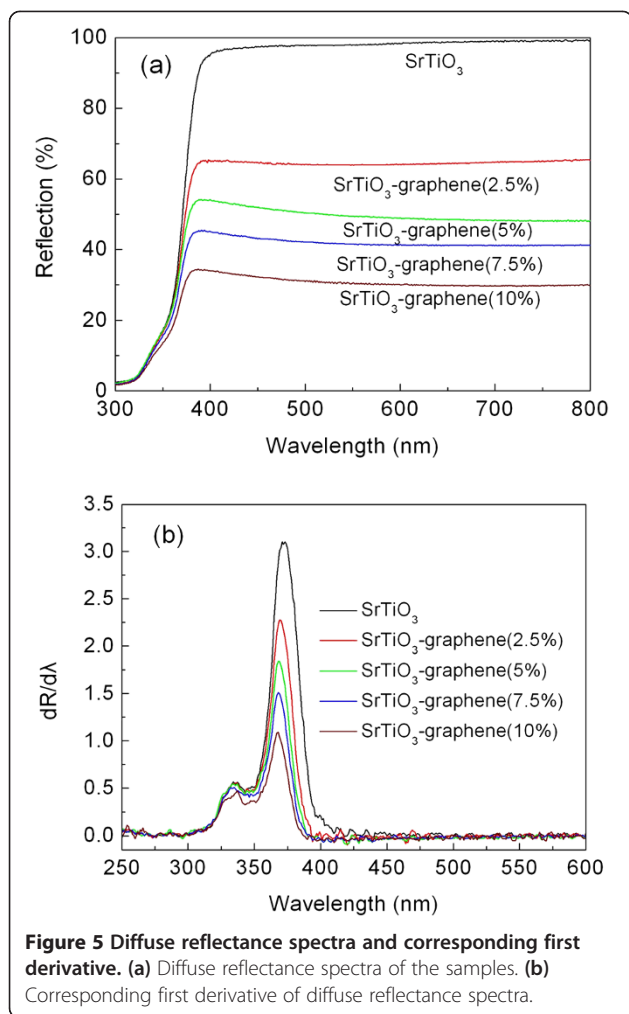 100
(a)
SrTiO₃
80
SrTiO₃-graphene(2.5%)
60
SrTiO₃-graphene(5%)
40
SrTiO₃-graphene(7.5%)
SrTiO₃-graphene(10%)
20
0
Reflection (%)
300 400 500 600 700 800
Wavelength (nm)
3.5
(b)
3.0
2.5
2.0
1.5
1.0
0.5
0.0
dR/dλ
SrTiO₃
SrTiO₃-graphene(2.5%)
SrTiO₃-graphene(5%)
SrTiO₃-graphene(7.5%)
SrTiO₃-graphene(10%)
250 300 350 400 450 500 550 600
Wavelength (nm)
Figure 5 Diffuse reflectance spectra and corresponding first
derivative. (a) Diffuse reflectance spectra of the samples. (b)
Corresponding first derivative of diffuse reflectance spectra.